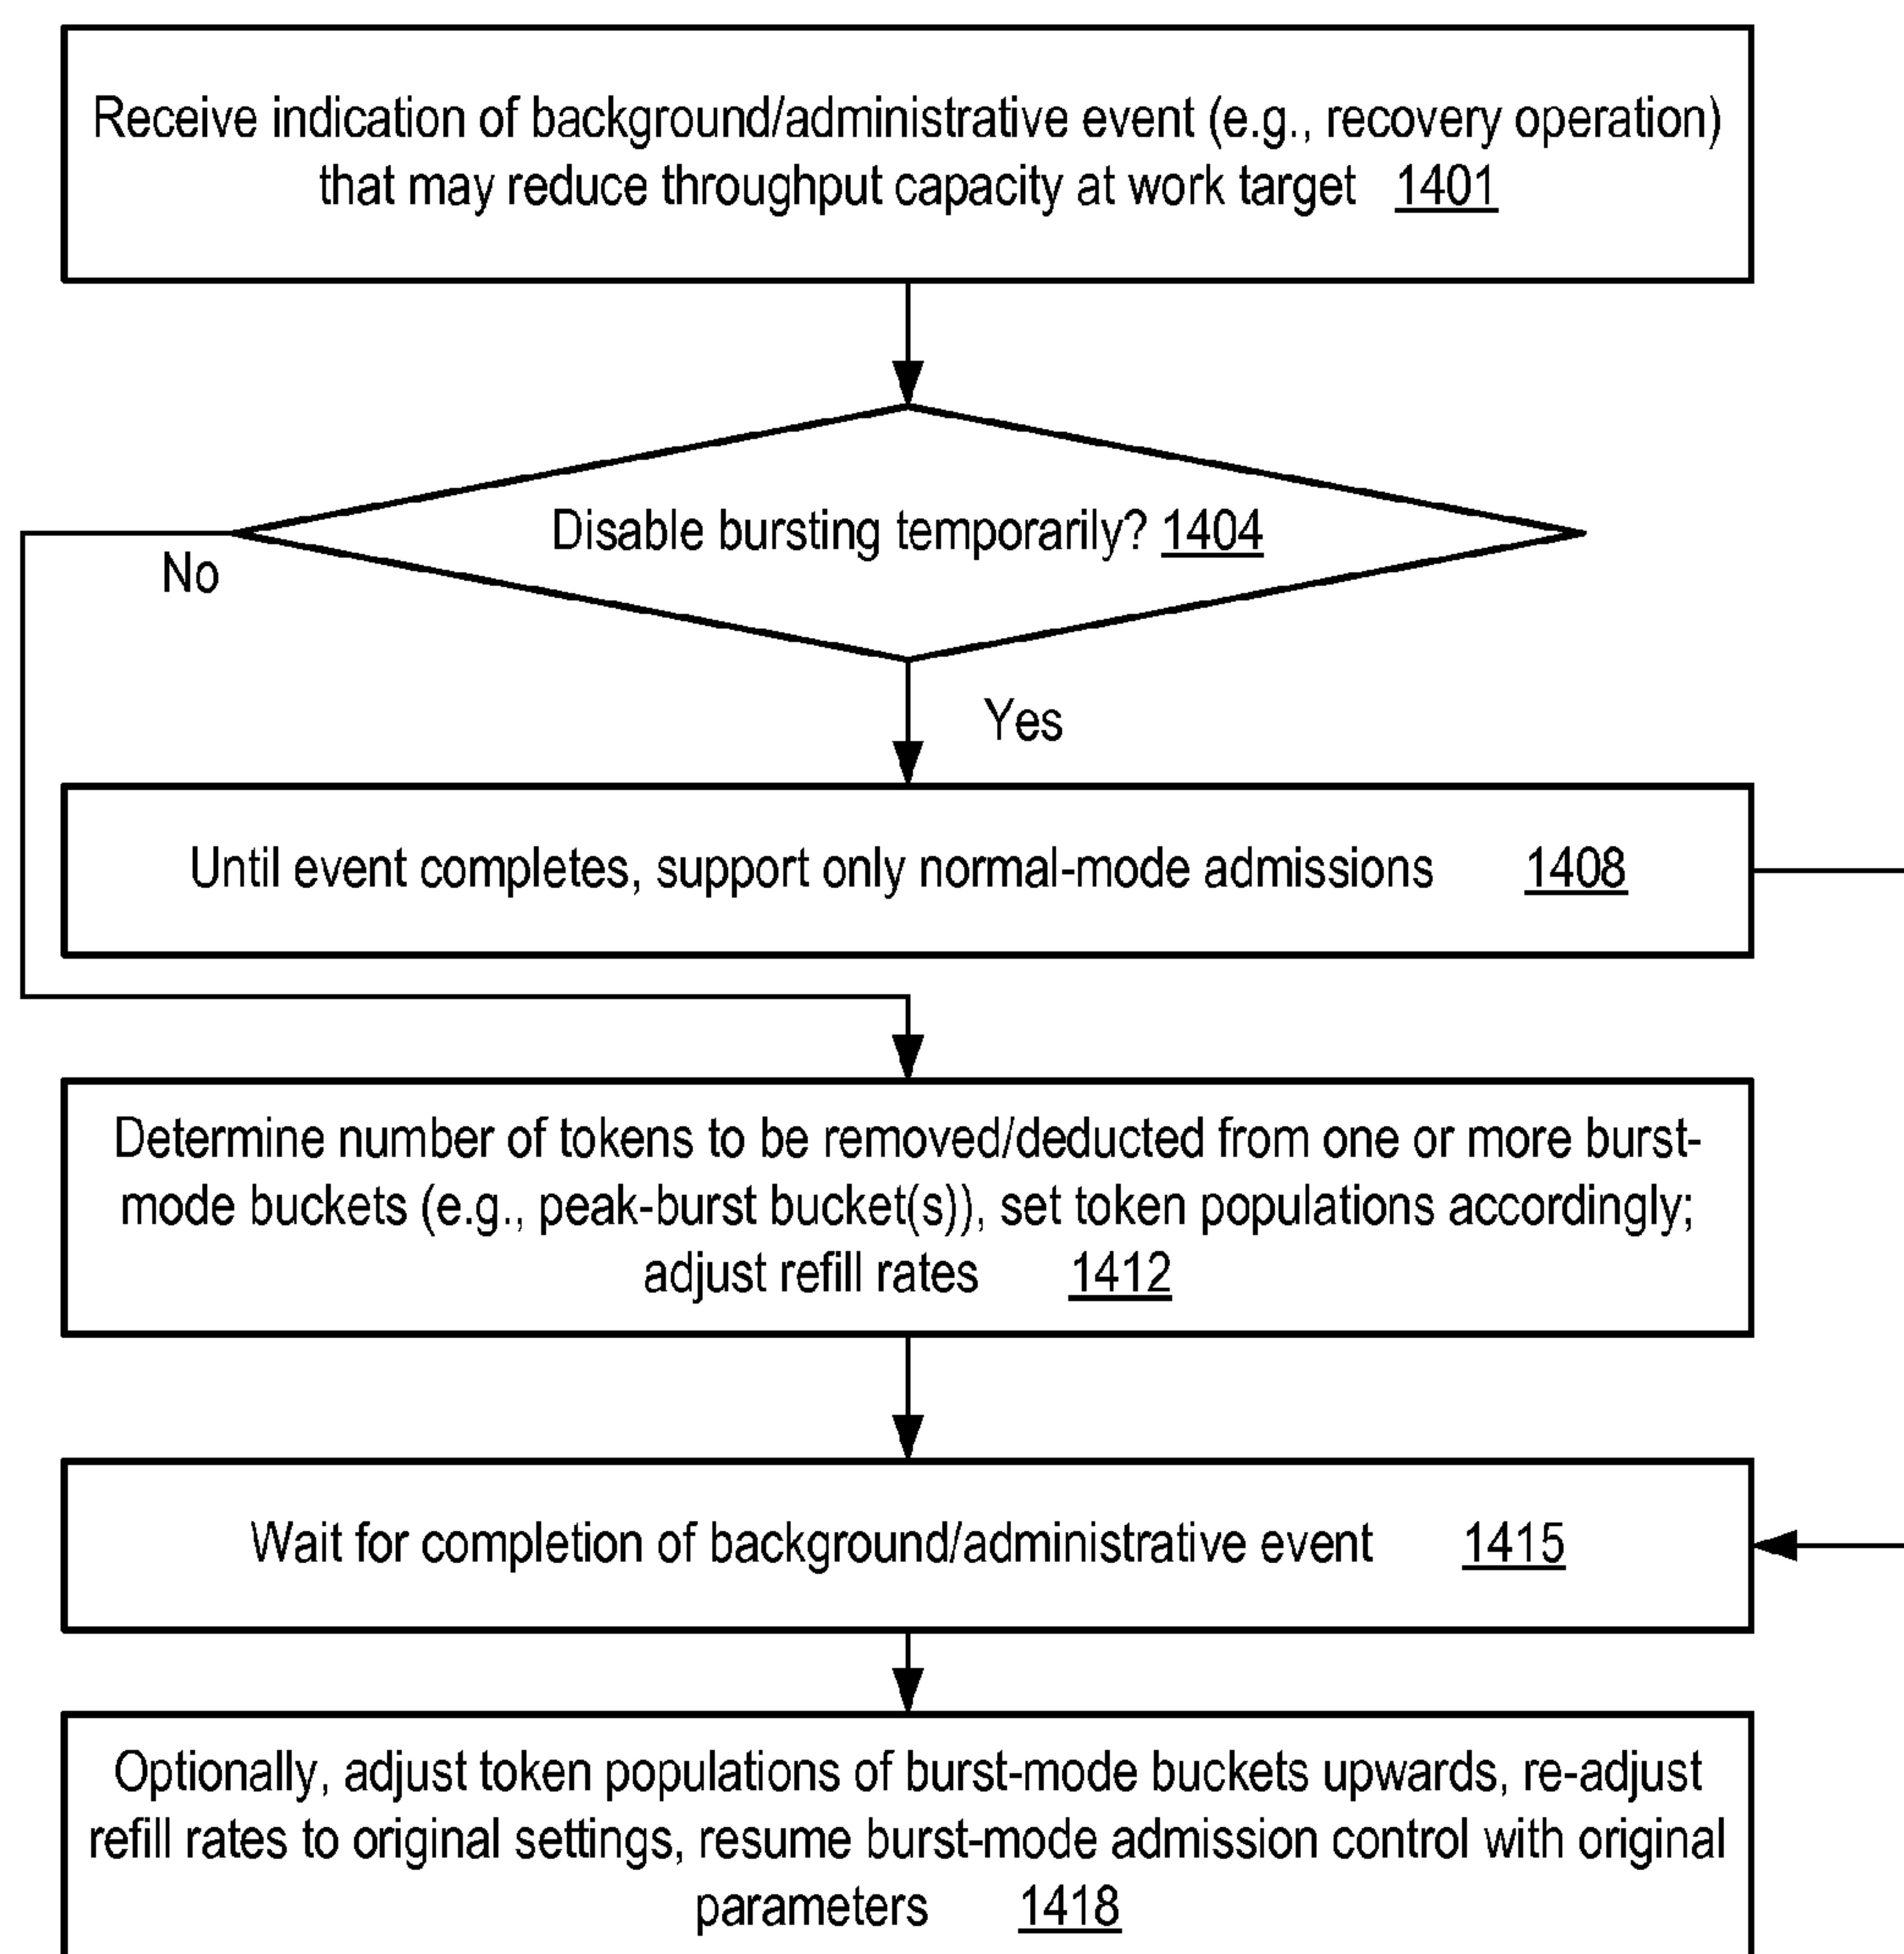 Receive indication of background/administrative event (e.g., recovery operation)
that may reduce throughput capacity at work target 1401
Disable bursting temporarily? 1404
No
Yes
Until event completes, support only normal-mode admissions 1408
Determine number of tokens to be removed/deducted from one or more burst-
mode buckets (e.g., peak-burst bucket(s)), set token populations accordingly;
adjust refill rates 1412
Wait for completion of background/administrative event 1415
Optionally, adjust token populations of burst-mode buckets upwards, re-adjust
refill rates to original settings, resume burst-mode admission control with original
parameters 1418